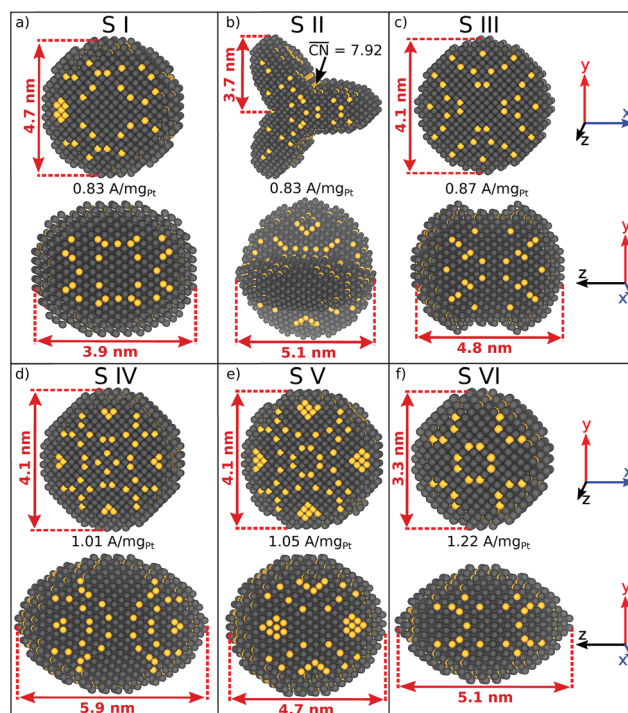 a)
S I
4.7 nm
0.83 A/mgPt
3.9 nm
b)
S II
CN = 7.92
3.7 nm
0.83 A/mgPt
5.1 nm
c)
S III
4.1 nm
0.87 A/mgPt
4.8 nm
y
x
z
y
z
x
d)
S IV
4.1 nm
1.01 A/mgPt
5.9 nm
e)
S V
4.1 nm
1.05 A/mgPt
4.7 nm
f)
S VI
3.3 nm
1.22 A/mgPt
5.1 nm
y
x
z
y
z
x